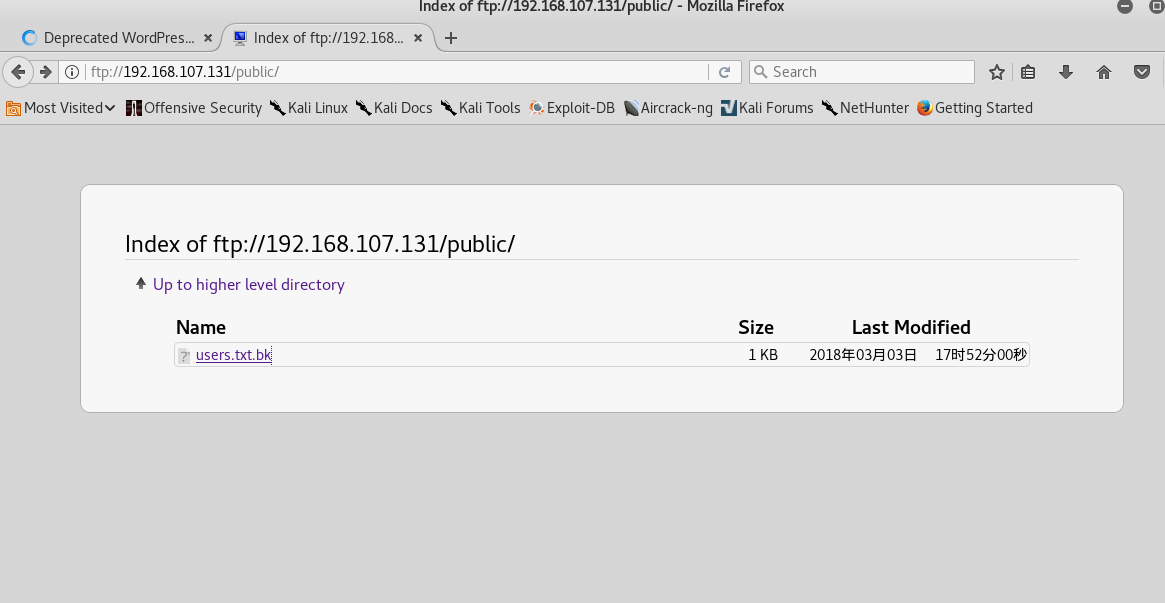 Index of ftp://192.168.107.131/public/ - Mozilla Firefox
Deprecated WordPres... × Index of ftp://192.168... × +
ftp://192.168.107.131/public/ Search
Most Visited Offensive Security Kali Linux Kali Docs Kali Tools Exploit-DB Aircrack-ng Kali Forums NetHunter Getting Started
Index of ftp://192.168.107.131/public/
Up to higher level directory
Name Size Last Modified
users.txt.bk 1 KB 2018年03月03日 17时52分00秒